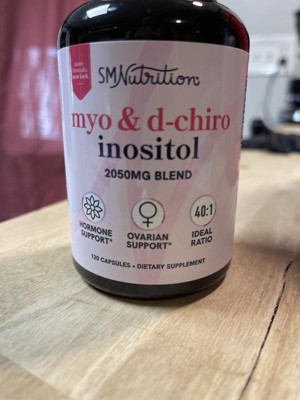 SMNutrition
myo & d-chiro
inositol
2050MG BLEND
HORMONE
SUPPORT*
OVARIAN
SUPPORT*
40:1
IDEAL
RATIO
120 CAPSULES • DIETARY SUPPLEMENT